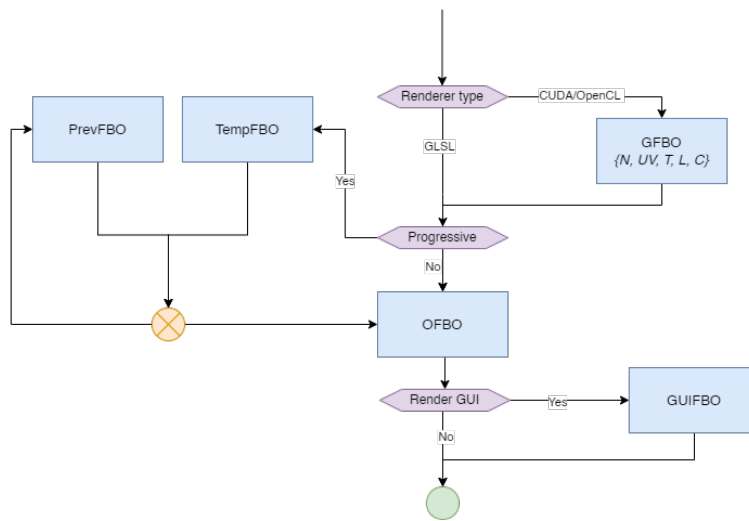 Renderer type
CUDA/OpenCL
PrevFBO
TempFBO
GLSL
GFBO
{N, UV, T, L, C}
Yes
Progressive
No
OFBO
Render GUI
Yes
GUIFBO
No